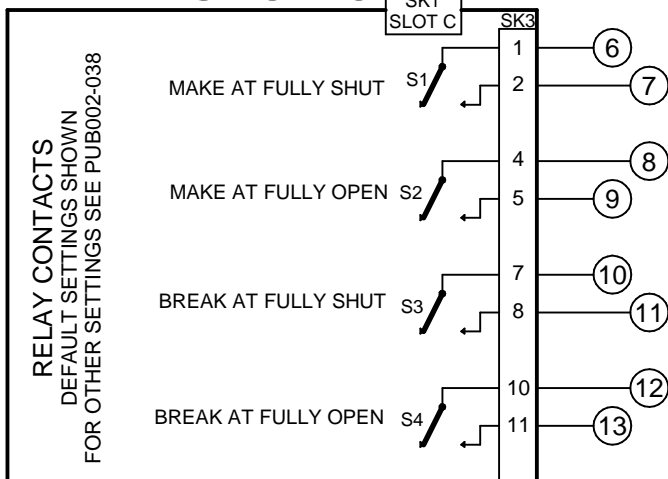 SK1
SLOT C
SK3
RELAY CONTACTS
DEFAULT SETTINGS SHOWN
FOR OTHER SETTINGS SEE PUB002-038
MAKE AT FULLY SHUT S1 1 6
2 7
MAKE AT FULLY OPEN S2 4 8
5 9
BREAK AT FULLY SHUT S3 7 10
8 11
BREAK AT FULLY OPEN S4 10 12
11 13